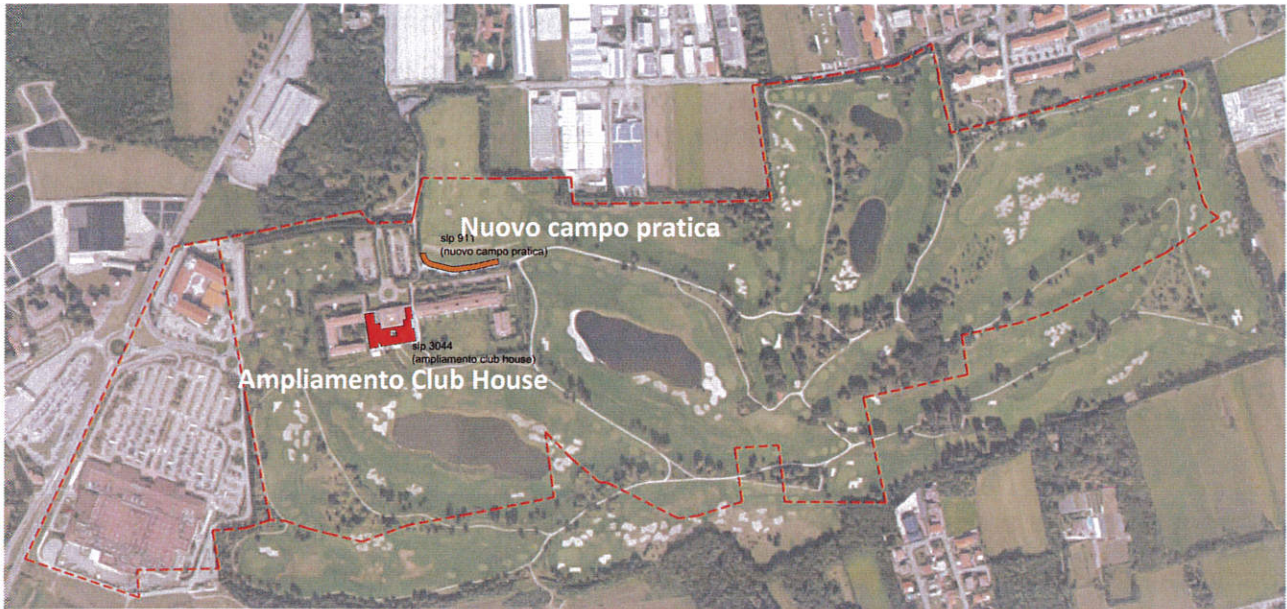 Nuovo campo pratica
slp 911
(nuovo campo pratica)
slp 3044
(ampliamento club house)
Ampliamento Club House